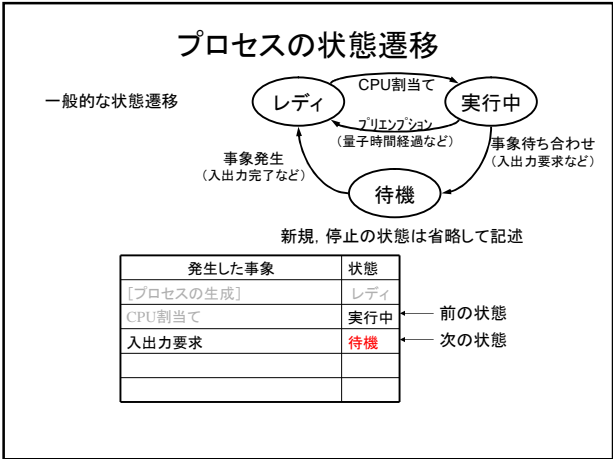 プロセスの状態遷移
一般的な状態遷移
レディ
CPU割当て
実行中
プリエンプション
(量子時間経過など)
事象待ち合わせ
(入出力要求など)
事象発生
(入出力完了など)
待機
新規，停止の状態は省略して記述
発生した事象 状態
[プロセスの生成] レディ
CPU割当て 実行中 前の状態
入出力要求 待機 次の状態